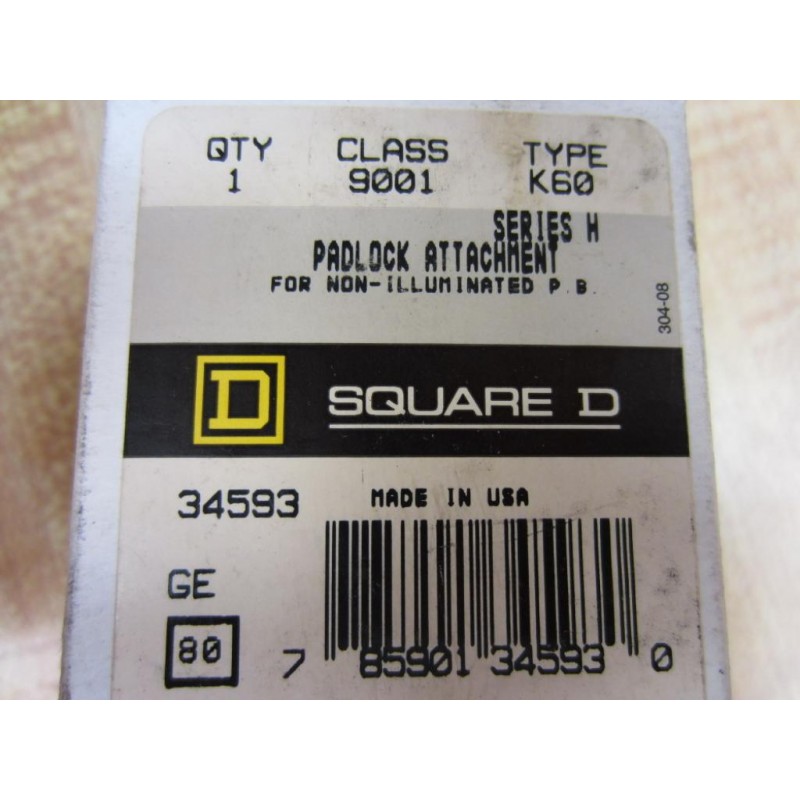 QTY CLASS TYPE
1 9001 K60
SERIES H
PADLOCK ATTACHMENT
FOR NON-ILLUMINATED P.B.
304-08
D SQUARE D
34593 MADE IN USA
GE
80
7 85901 34593 0